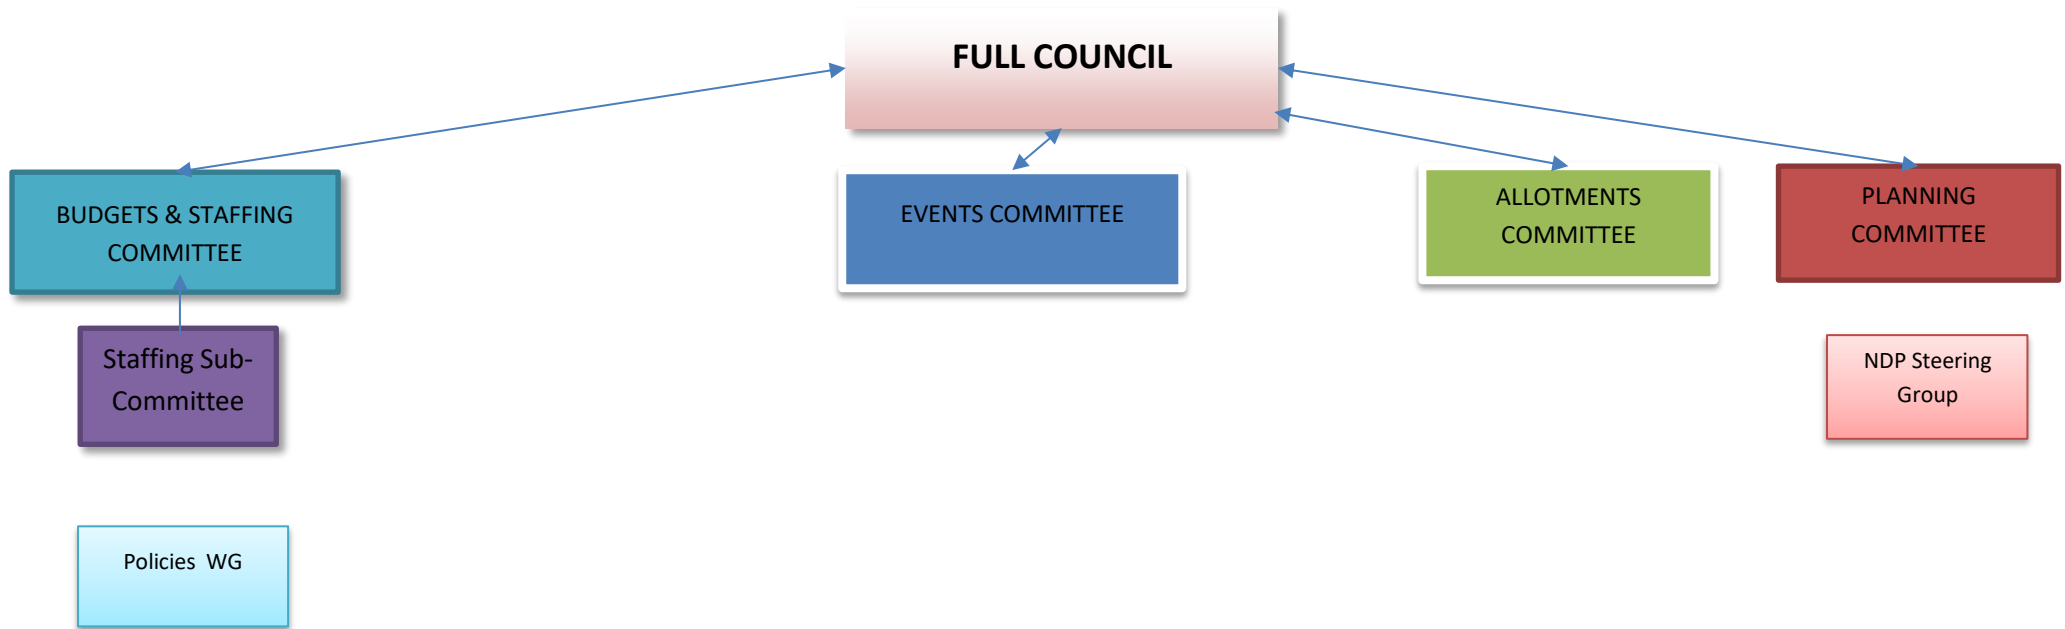 FULL COUNCIL
BUDGETS & STAFFING
COMMITTEE
EVENTS COMMITTEE
ALLOTMENTS
COMMITTEE
PLANNING
COMMITTEE
Staffing Sub-
Committee
NDP Steering
Group
Policies  WG